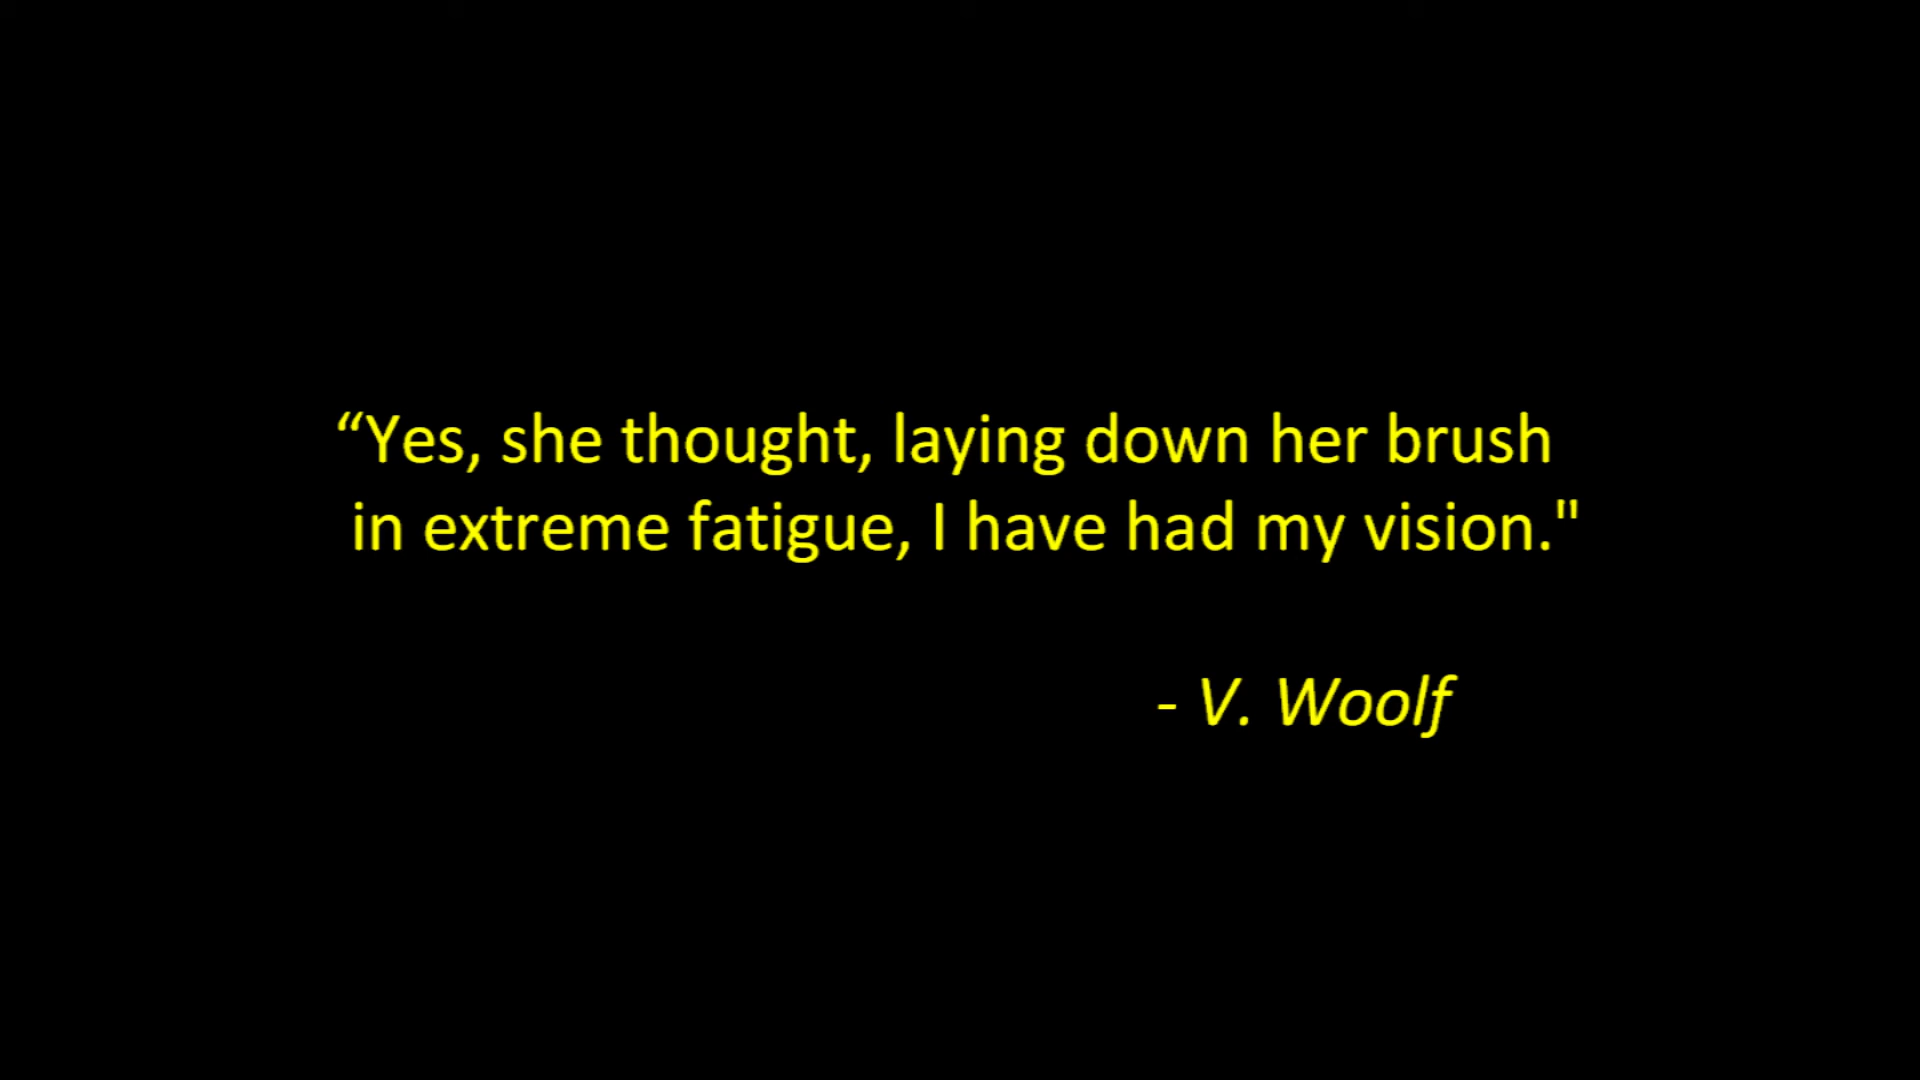 “Yes, she thought, laying down her brush
in extreme fatigue, I have had my vision."
- V. Woolf